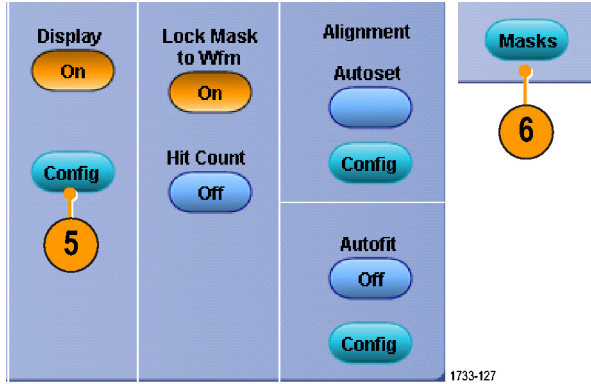 Display
On
Config
5
Lock Mask
to Wfm
On
Hit Count
Off
Alignment
Autoset
Config
Autofit
Off
Config
Masks
6
1733-127